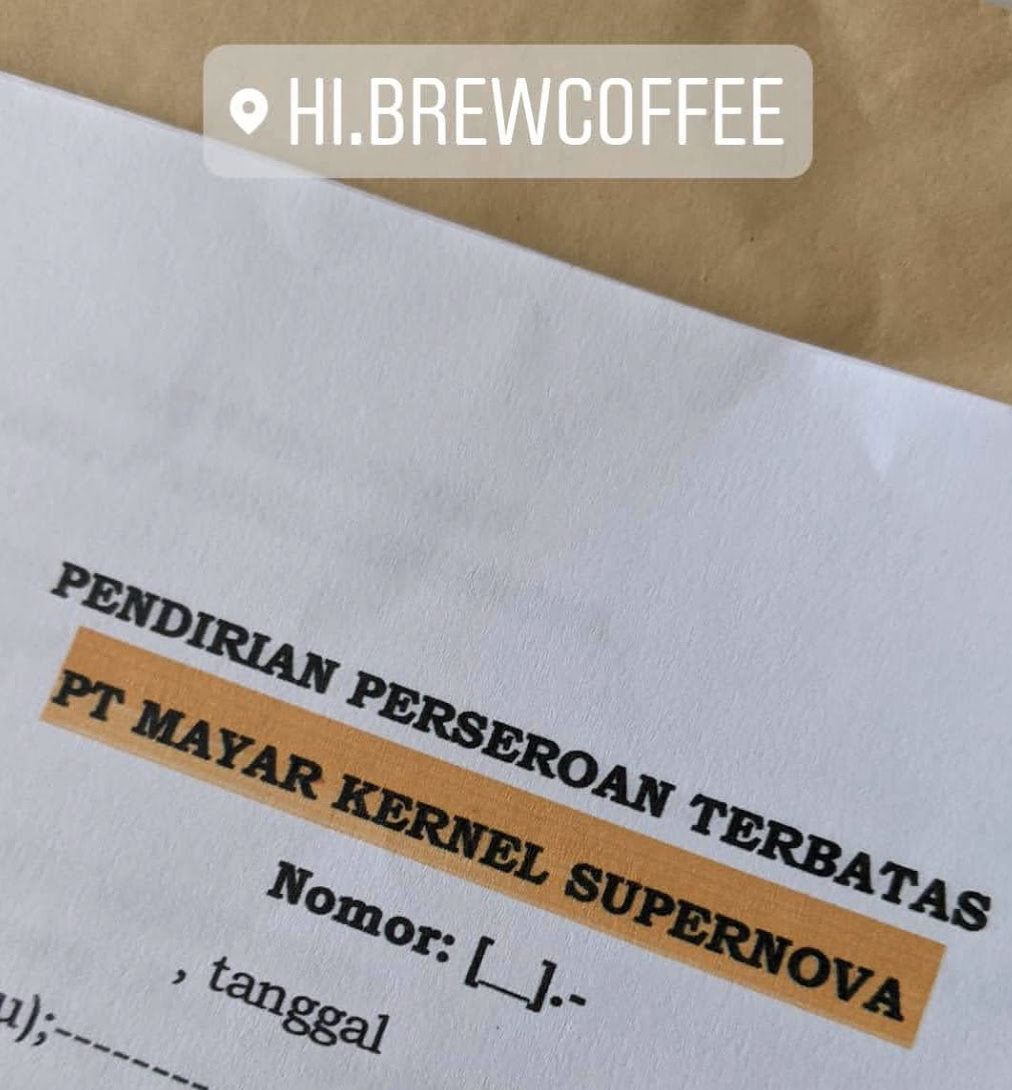 HI.BREWCOFFEE
PENDIRIAN PERSEROAN TERBATAS
PT MAYAR KERNEL SUPERNOVA
Nomor: [__].-
, tanggal
u);--------